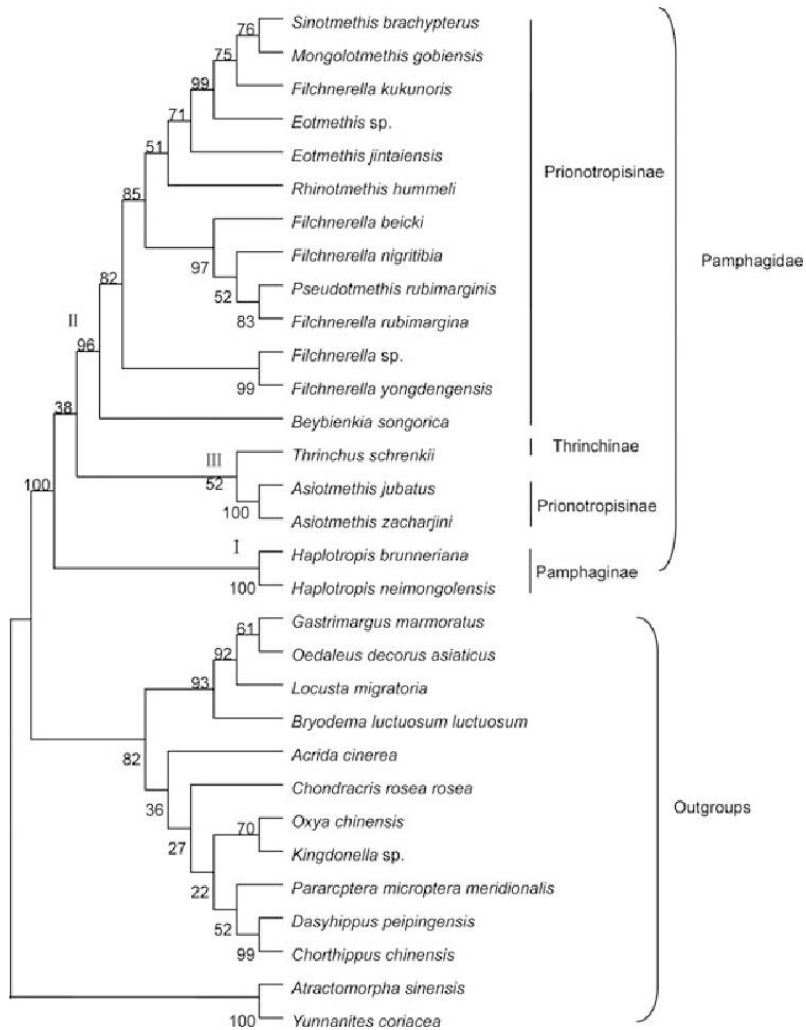 76 Sinotmethis brachypterus
75 Mongolotmethis gobiensis
99 Filchnerella kukunoris
71 Eotmethis sp.
51 Eotmethis jintaiensis
Rhinotmethis hummeli
Prionotropisinae
85 Filchnerella beicki
97 Filchnerella nigritibia
Pamphagidae
82 52 Pseudotmethis rubimarginis
83 Filchnerella rubimargina
II
96 Filchnerella sp.
99 Filchnerella yongdengensis
38 Beybienkia songorica
III Thrinchus schrenkii Thrinchinae
52
100 Asiotmethis jubatus
100 Asiotmethis zacharjini
Prionotropisinae
I Haplotropis brunneriana
100 Haplotropis neimongolensis
Pamphaginae
61 Gastrimargus marmoratus
92 Oedaleus decorus asiaticus
93 Locusta migratoria
Bryodema luctuosum luctuosum
82 Acrida cinerea
36 Chondracris rosea rosea
Outgroups
27 70 Oxya chinensis
Kingdonella sp.
22 Pararcptera microptera meridionalis
52 Dasyhippus peipingensis
99 Chorthippus chinensis
Atractomorpha sinensis
100 Yunnanites coriacea